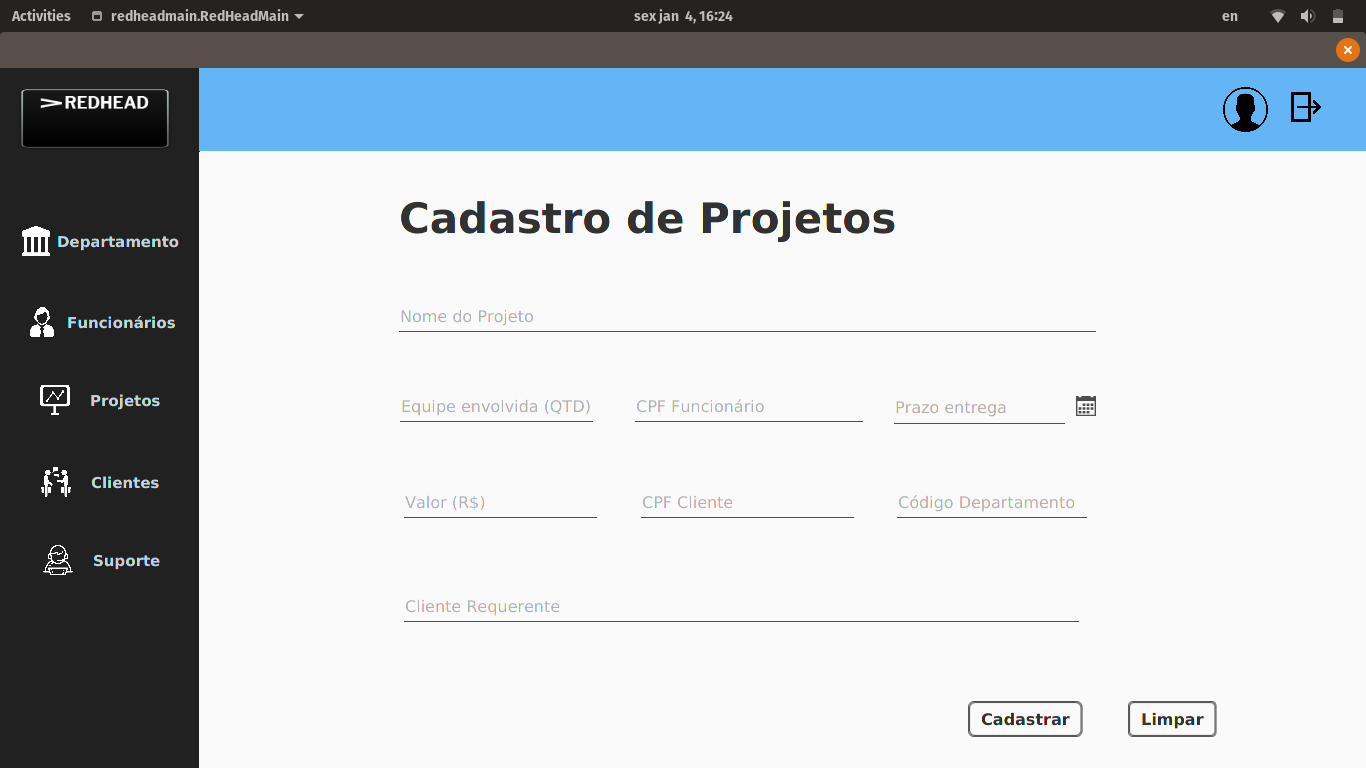 Activities redheadmain.RedHeadMain sex jan 4, 16:24 en
REDHEAD
Departamento
Funcionários
Projetos
Clientes
Suporte
Cadastro de Projetos
Nome do Projeto
Equipe envolvida (QTD) CPF Funcionário Prazo entrega
Valor (R$) CPF Cliente Código Departamento
Cliente Requerente
Cadastrar Limpar